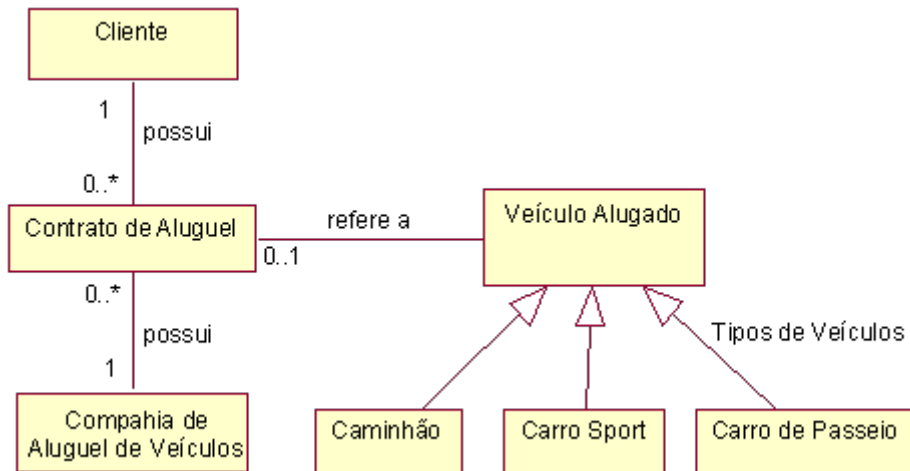 Cliente
1
possui
0..*
Contrato de Aluguel
refere a
0..1
Veículo Alugado
0..*
possui
1
Tipos de Veículos
Compahia de
Aluguel de Veículos
Caminhão
Carro Sport
Carro de Passeio